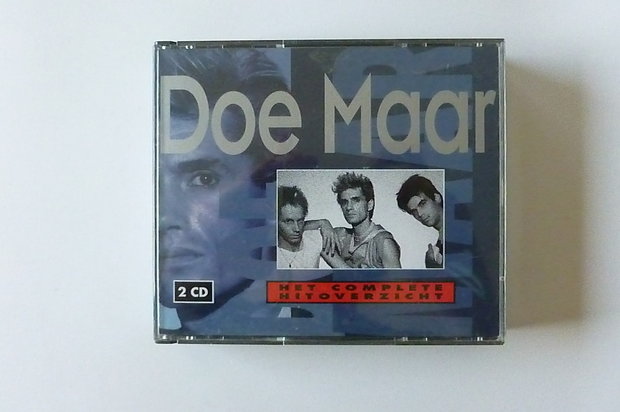 Doe Maar
2 CD
HET COMPLETE
HITOVERZICHT